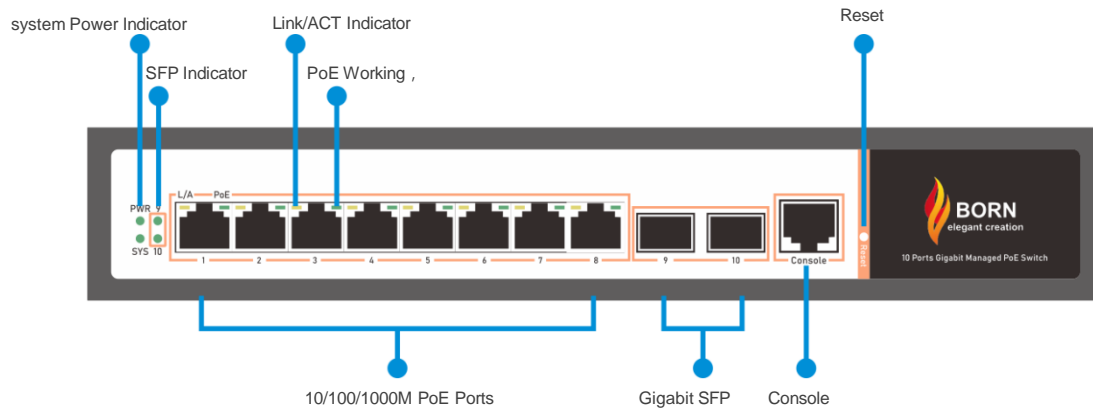 system Power Indicator
Link/ACT Indicator
Reset
SFP Indicator
PoE Working ,
L/A PoE
PWR 9
SYS 10
1 2 3 4 5 6 7 8 9 10 Console
Reset
BORN
elegant creation
10 Ports Gigabit Managed PoE Switch
10/100/1000M PoE Ports
Gigabit SFP
Console